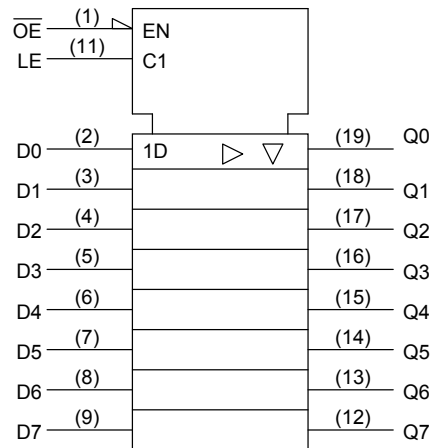 O̅E̅ (1) EN
LE (11) C1
D0 (2) 1D (19) Q0
D1 (3) (18) Q1
D2 (4) (17) Q2
D3 (5) (16) Q3
D4 (6) (15) Q4
D5 (7) (14) Q5
D6 (8) (13) Q6
D7 (9) (12) Q7